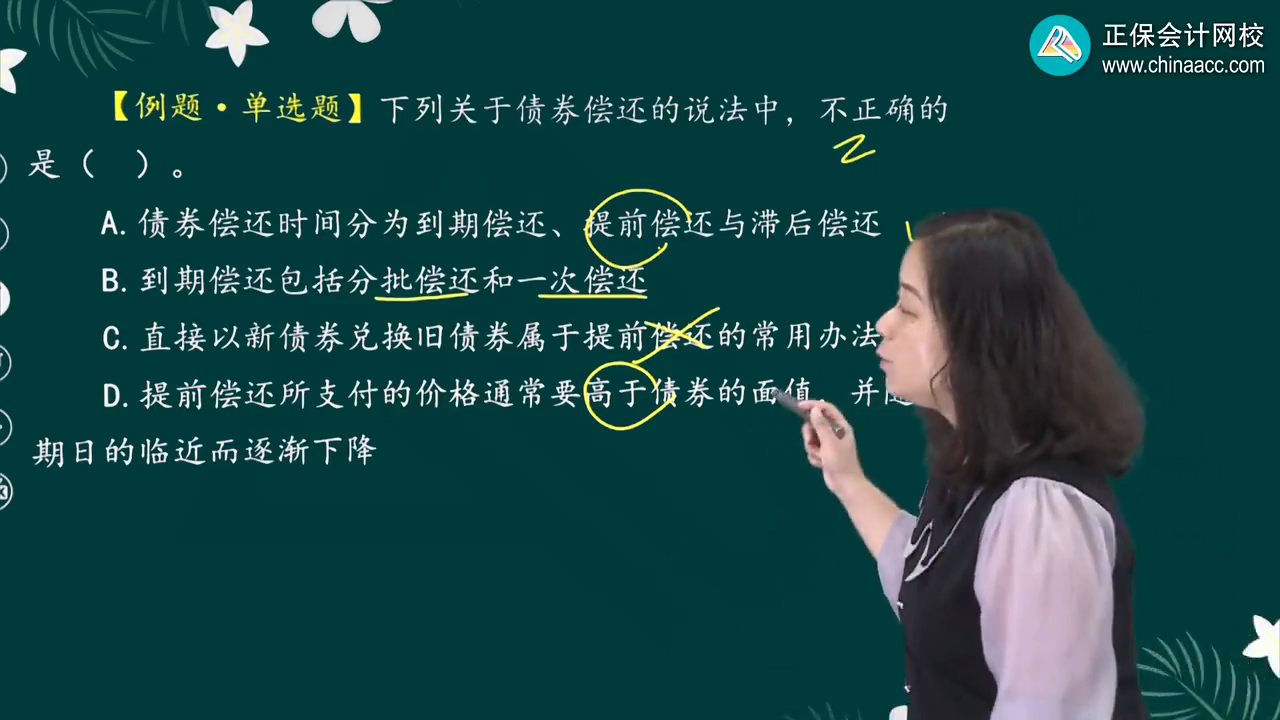 正保会计网校
www.chinaacc.com
【例题·单选题】下列关于债券偿还的说法中，不正确的
是（ ）。
A. 债券偿还时间分为到期偿还、提前偿还与滞后偿还
B. 到期偿还包括分批偿还和一次偿还
C. 直接以新债券兑换旧债券属于提前偿还的常用办法
D. 提前偿还所支付的价格通常要高于债券的面值，并
期日的临近而逐渐下降